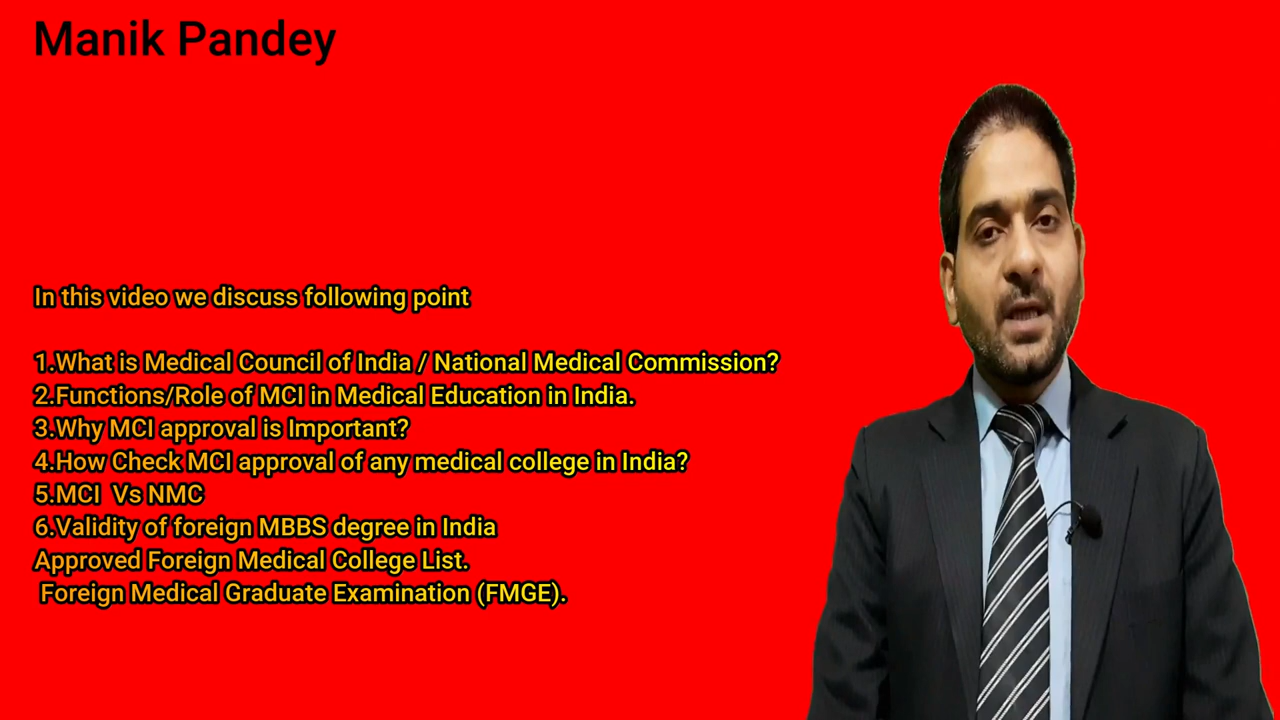 Manik Pandey
In this video we discuss following point
1.What is Medical Council of India / National Medical Commission?
2.Functions/Role of MCI in Medical Education in India.
3.Why MCI approval is Important?
4.How Check MCI approval of any medical college in India?
5.MCI  Vs NMC
6.Validity of foreign MBBS degree in India
Approved Foreign Medical College List.
Foreign Medical Graduate Examination (FMGE).